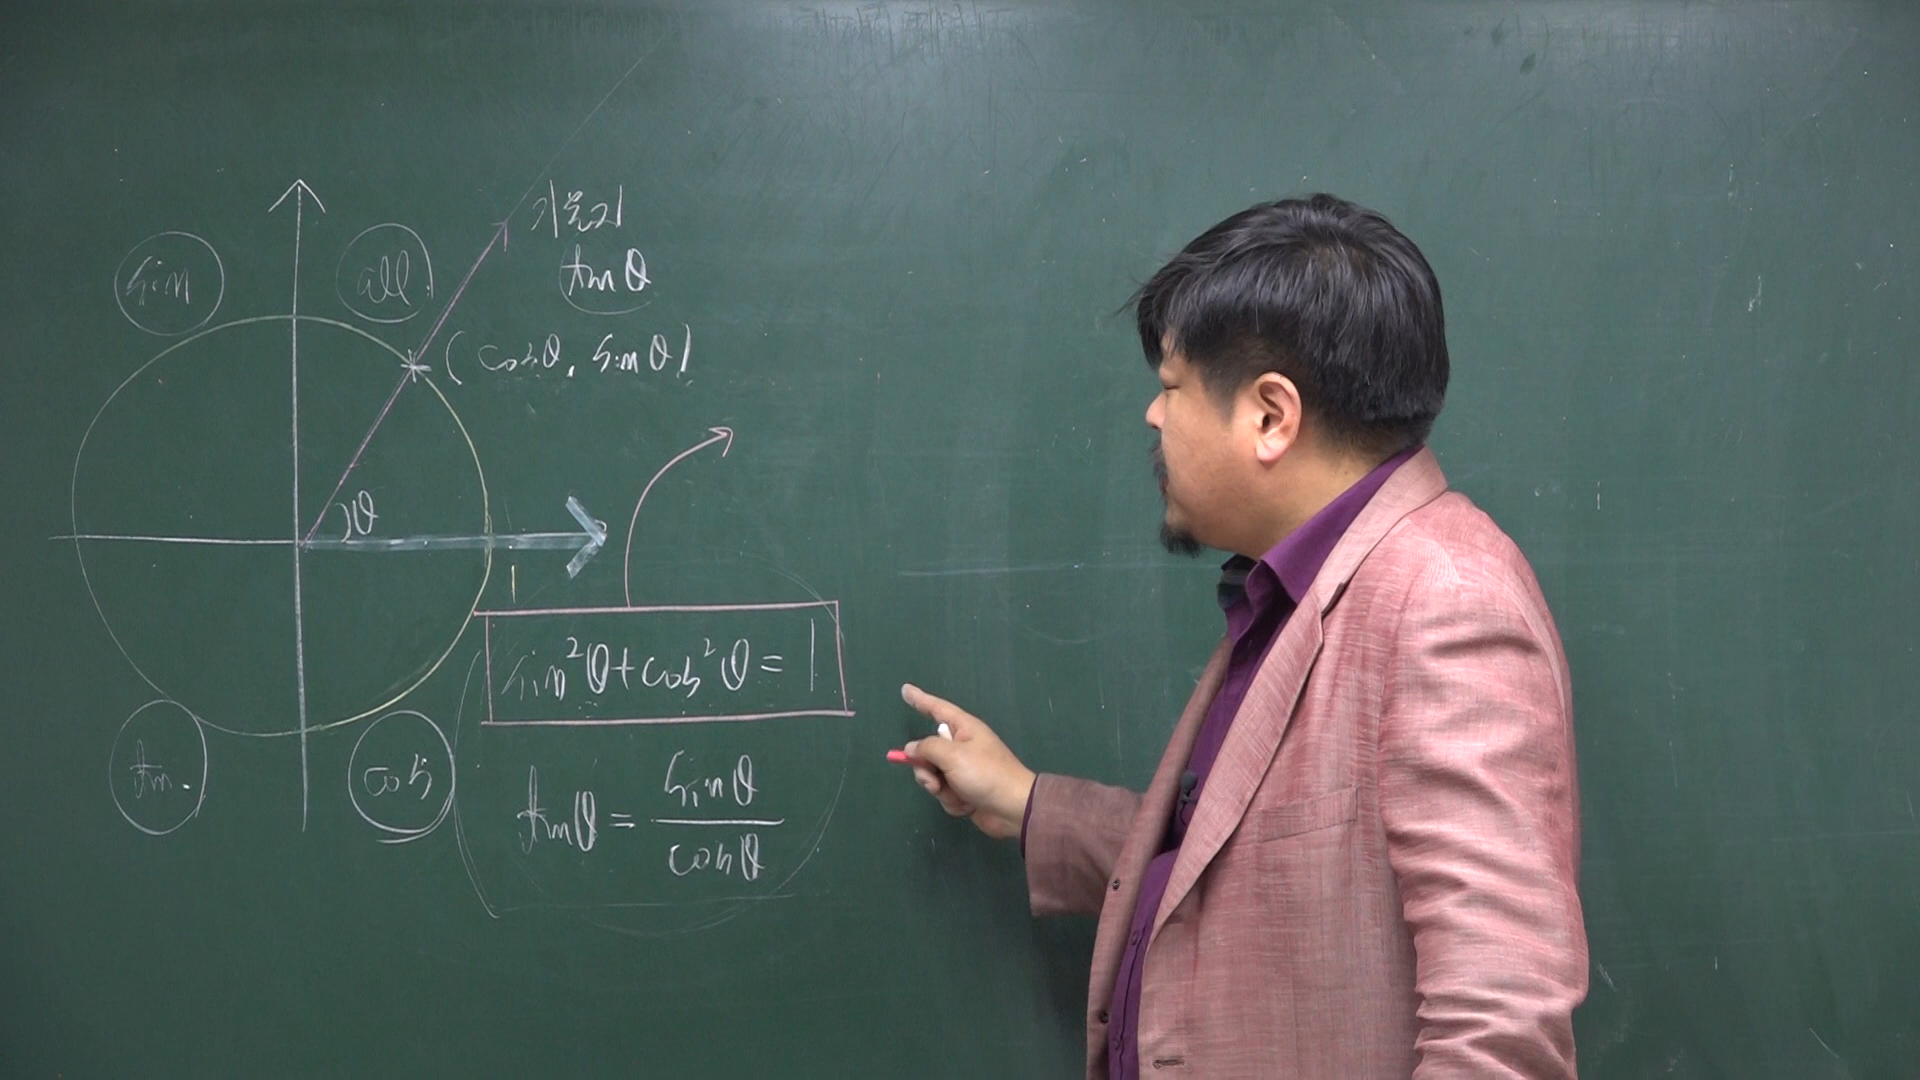 기울기
tanθ
sin
all
(cosθ, sinθ)
θ
1
sin²θ+cos²θ=1
tan
cos
tanθ = sinθ/cosθ